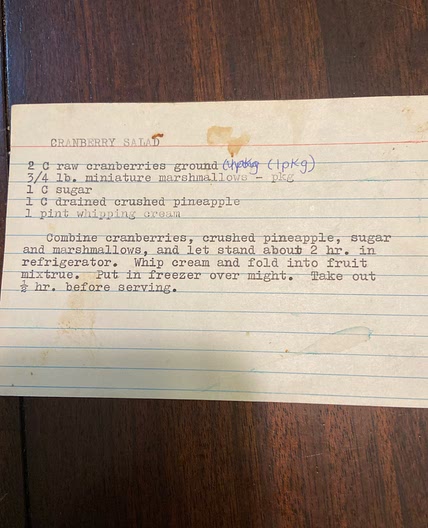 CRANBERRY SALAD
2 C raw cranberries ground (1pkg)
3/4 lb. miniature marshmallows - pkg
1 C sugar
1 C drained crushed pineapple
1 pint whipping cream
Combine cranberries, crushed pineapple, sugar
and marshmallows, and let stand about 2 hr. in
refrigerator. Whip cream and fold into fruit
mixtrue. Put in freezer over might. Take out
½ hr. before serving.